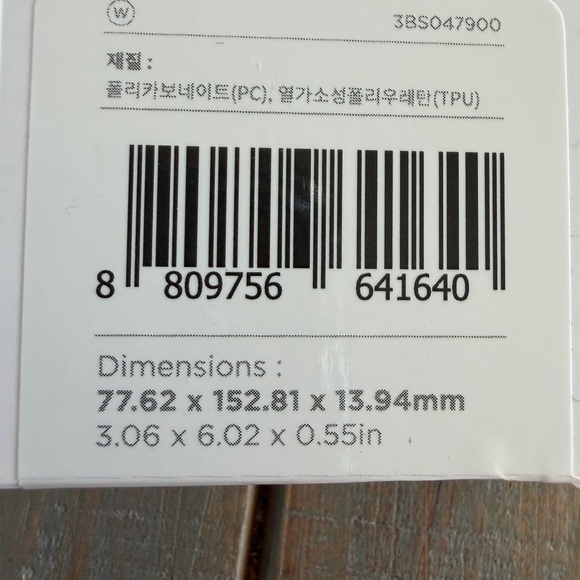 W
3BS047900
재질 :
폴리카보네이트(PC), 열가소성폴리우레탄(TPU)
8 809756 641640
Dimensions :
77.62 x 152.81 x 13.94mm
3.06 x 6.02 x 0.55in